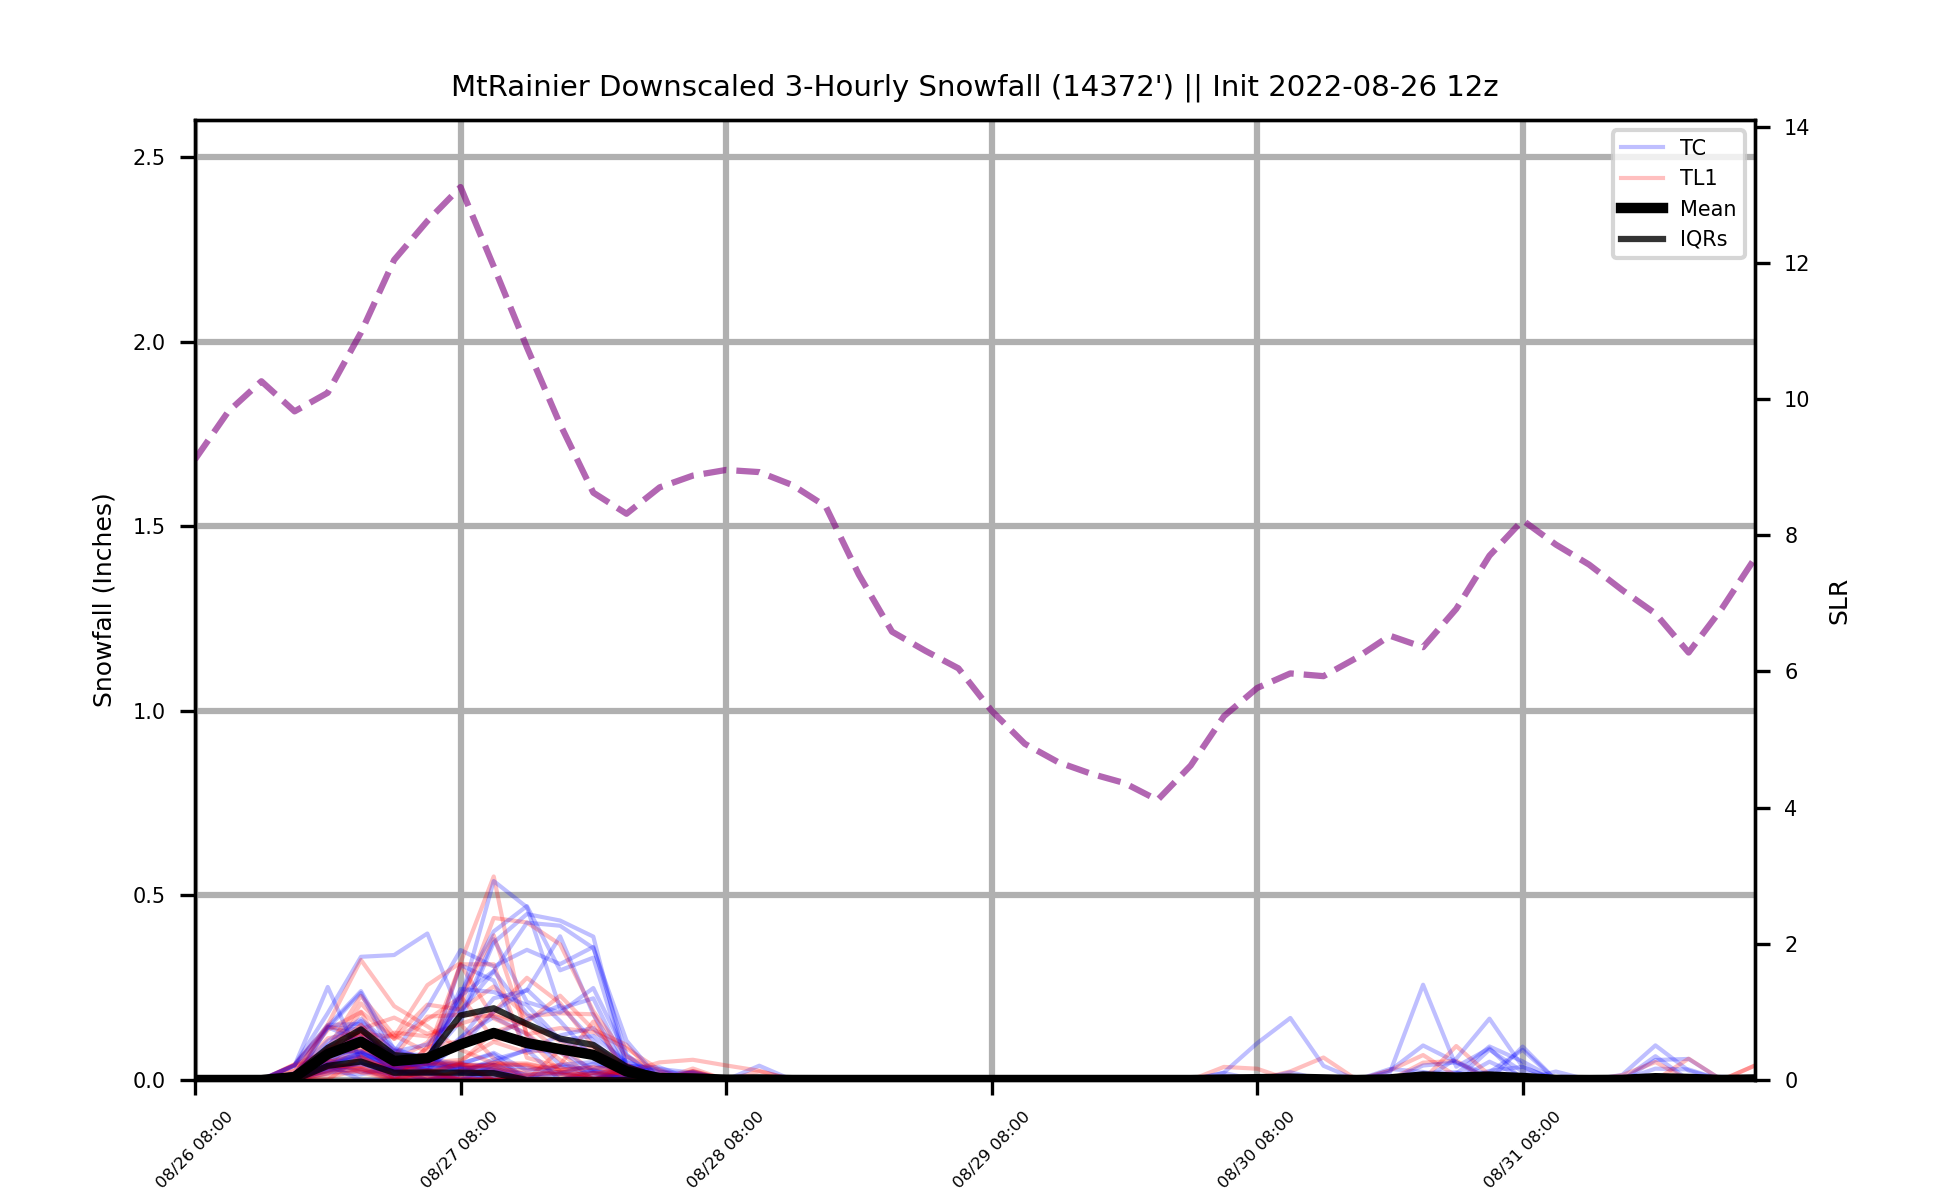 MtRainier Downscaled 3-Hourly Snowfall (14372') || Init 2022-08-26 12z
TC
TL1
Mean
IQRs
Snowfall (Inches)
2.5
2.0
1.5
1.0
0.5
0.0
SLR
14
12
10
8
6
4
2
0
08/26 08:00
08/27 08:00
08/28 08:00
08/29 08:00
08/30 08:00
08/31 08:00